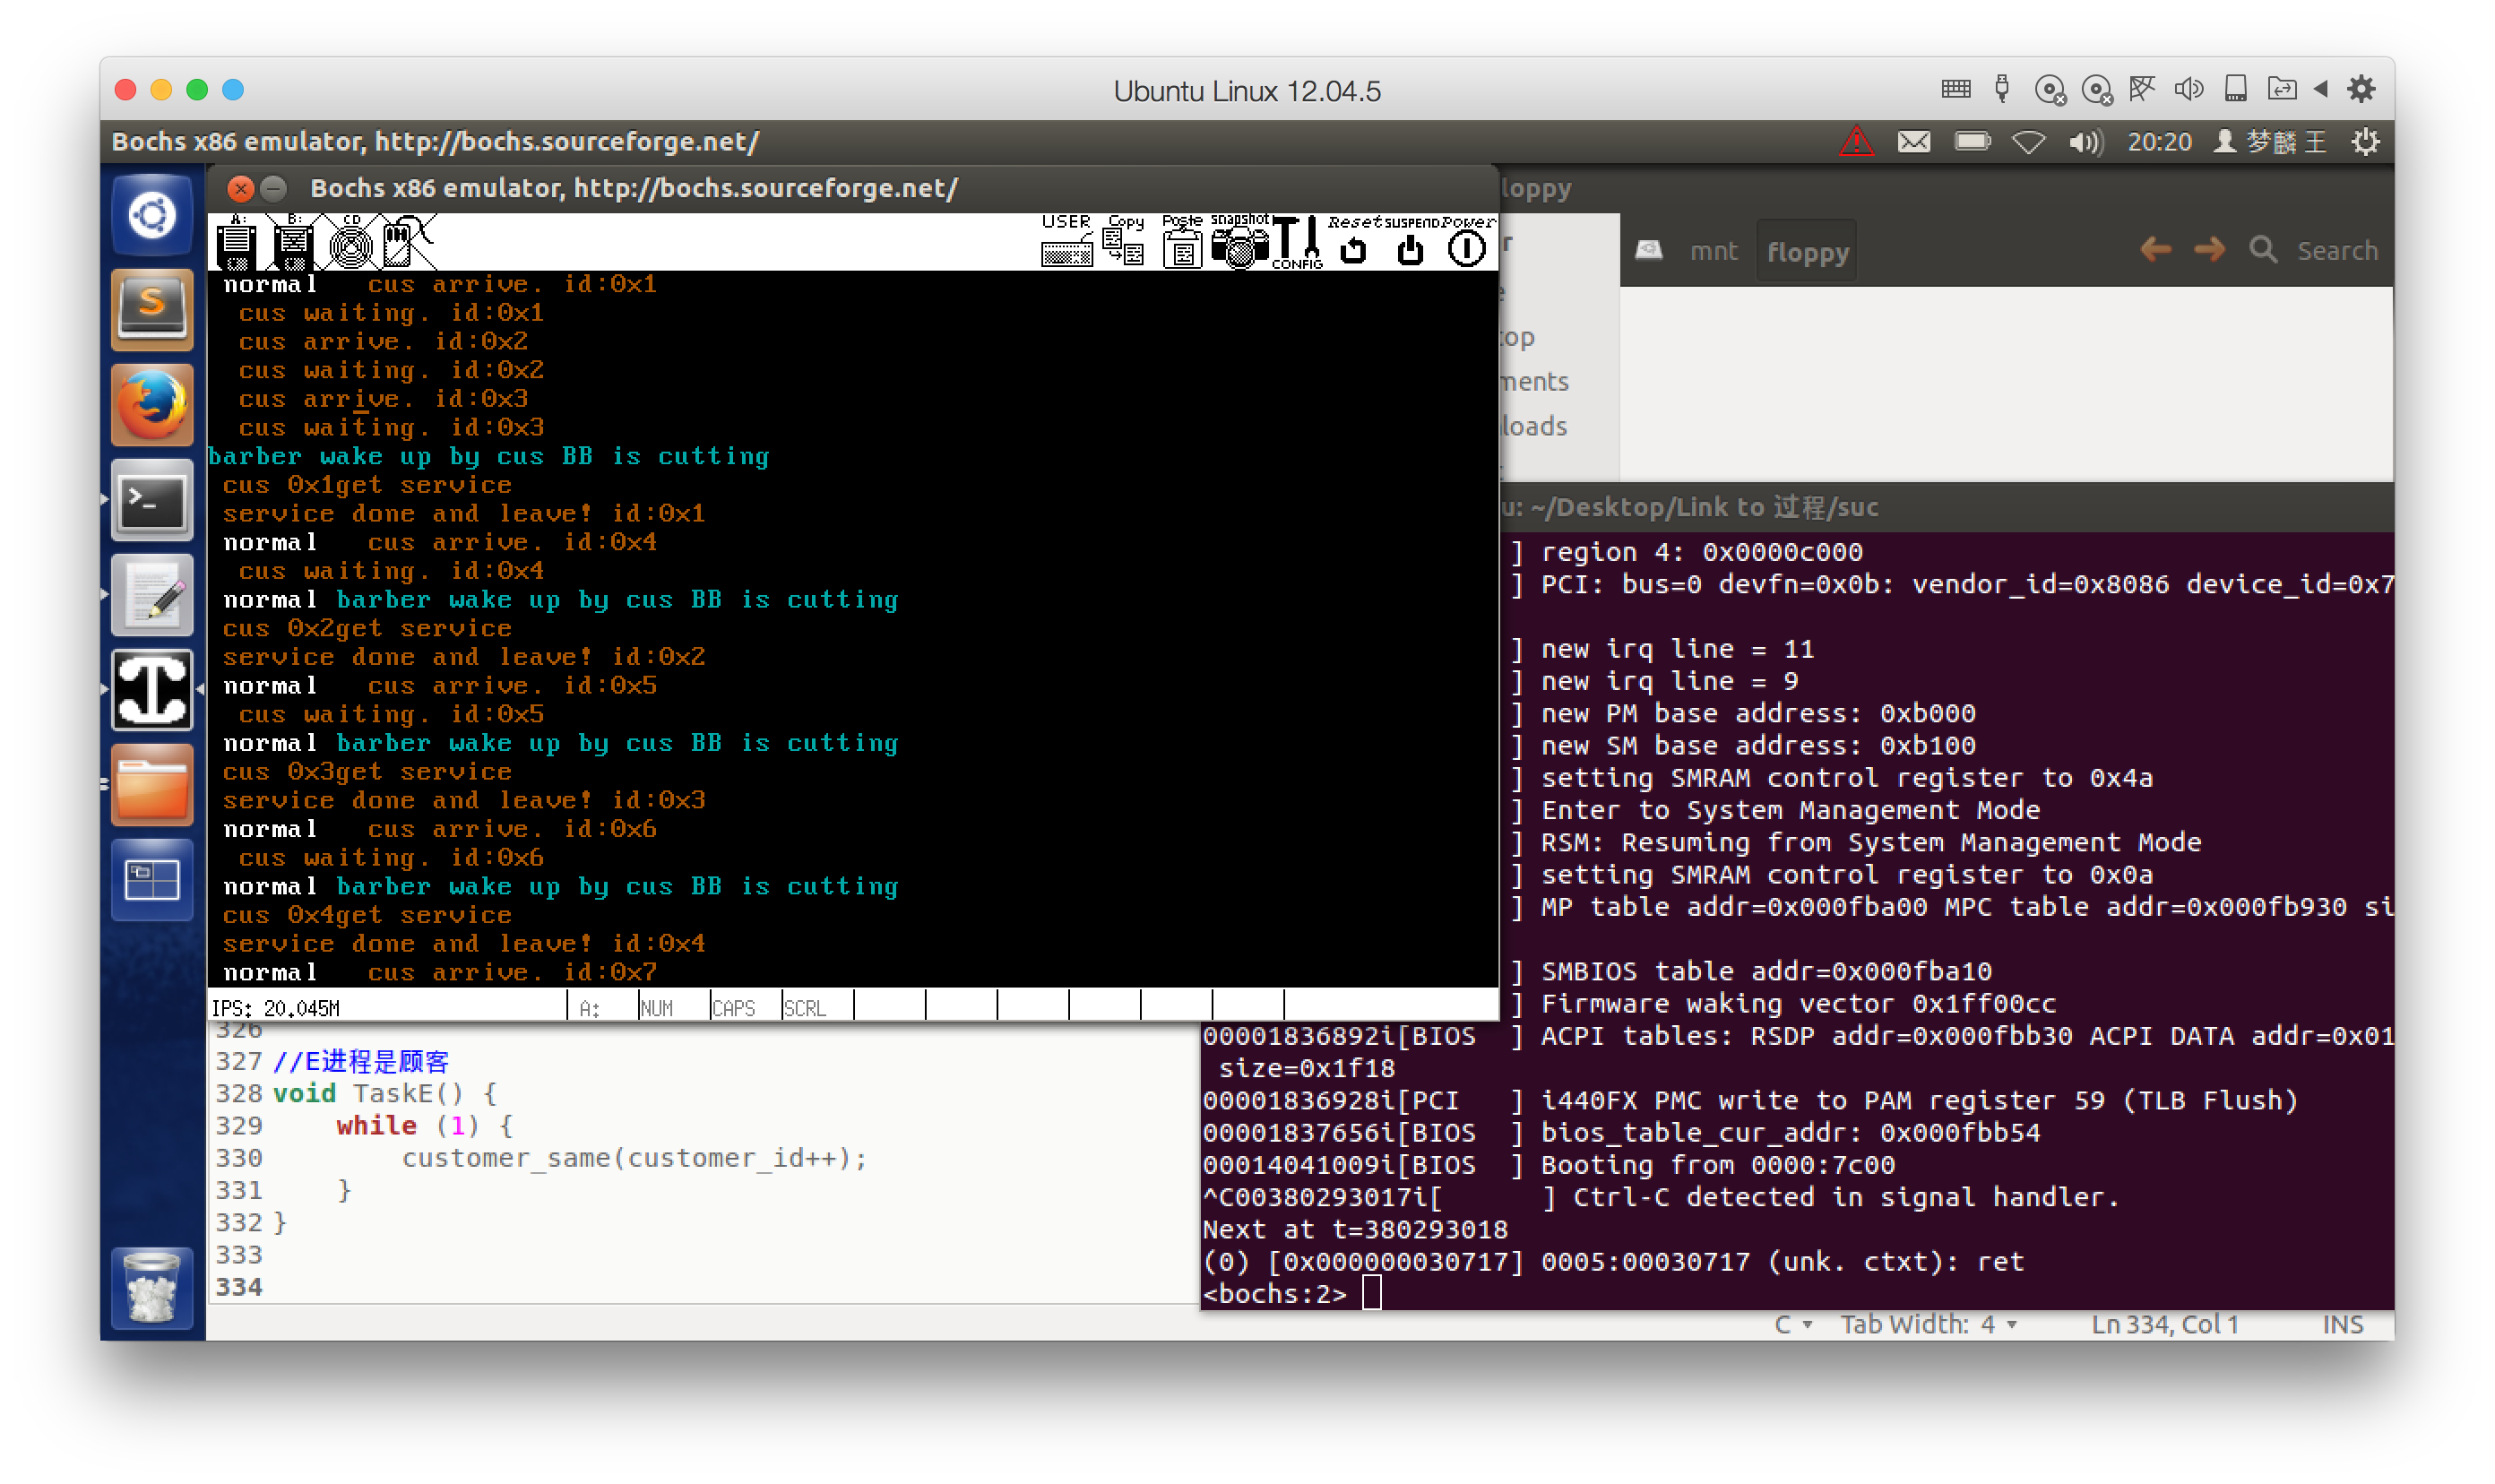 Ubuntu Linux 12.04.5
Bochs x86 emulator, http://bochs.sourceforge.net/
20:20 梦麟 王
Bochs x86 emulator, http://bochs.sourceforge.net/
A: B: CD USER Copy Paste snapshot CONFIG Reset SUSPEND Power
normal cus arrive. id:0x1
cus waiting. id:0x1
cus arrive. id:0x2
cus waiting. id:0x2
cus arrive. id:0x3
cus waiting. id:0x3
barber wake up by cus BB is cutting
cus 0x1get service
service done and leave! id:0x1
normal cus arrive. id:0x4
cus waiting. id:0x4
normal barber wake up by cus BB is cutting
cus 0x2get service
service done and leave! id:0x2
normal cus arrive. id:0x5
cus waiting. id:0x5
normal barber wake up by cus BB is cutting
cus 0x3get service
service done and leave! id:0x3
normal cus arrive. id:0x6
cus waiting. id:0x6
normal barber wake up by cus BB is cutting
cus 0x4get service
service done and leave! id:0x4
normal cus arrive. id:0x7
IPS: 20.045M A: NUM CAPS SCRL
loppy
mnt floppy Search
top
ments
loads
u: ~/Desktop/Link to 过程/suc
] region 4: 0x0000c000
] PCI: bus=0 devfn=0x0b: vendor_id=0x8086 device_id=0x7
] new irq line = 11
] new irq line = 9
] new PM base address: 0xb000
] new SM base address: 0xb100
] setting SMRAM control register to 0x4a
] Enter to System Management Mode
] RSM: Resuming from System Management Mode
] setting SMRAM control register to 0x0a
] MP table addr=0x000fba00 MPC table addr=0x000fb930 si
] SMBIOS table addr=0x000fba10
] Firmware waking vector 0x1ff00cc
00001836892i[BIOS ] ACPI tables: RSDP addr=0x000fbb30 ACPI DATA addr=0x01
size=0x1f18
00001836928i[PCI ] i440FX PMC write to PAM register 59 (TLB Flush)
00001837656i[BIOS ] bios_table_cur_addr: 0x000fbb54
00014041009i[BIOS ] Booting from 0000:7c00
^C00380293017i[ ] Ctrl-C detected in signal handler.
Next at t=380293018
(0) [0x000000030717] 0005:00030717 (unk. ctxt): ret
<bochs:2>
326
327 //E进程是顾客
328 void TaskE() {
329 while (1) {
330 customer_same(customer_id++);
331 }
332 }
333
334
C Tab Width: 4 Ln 334, Col 1 INS